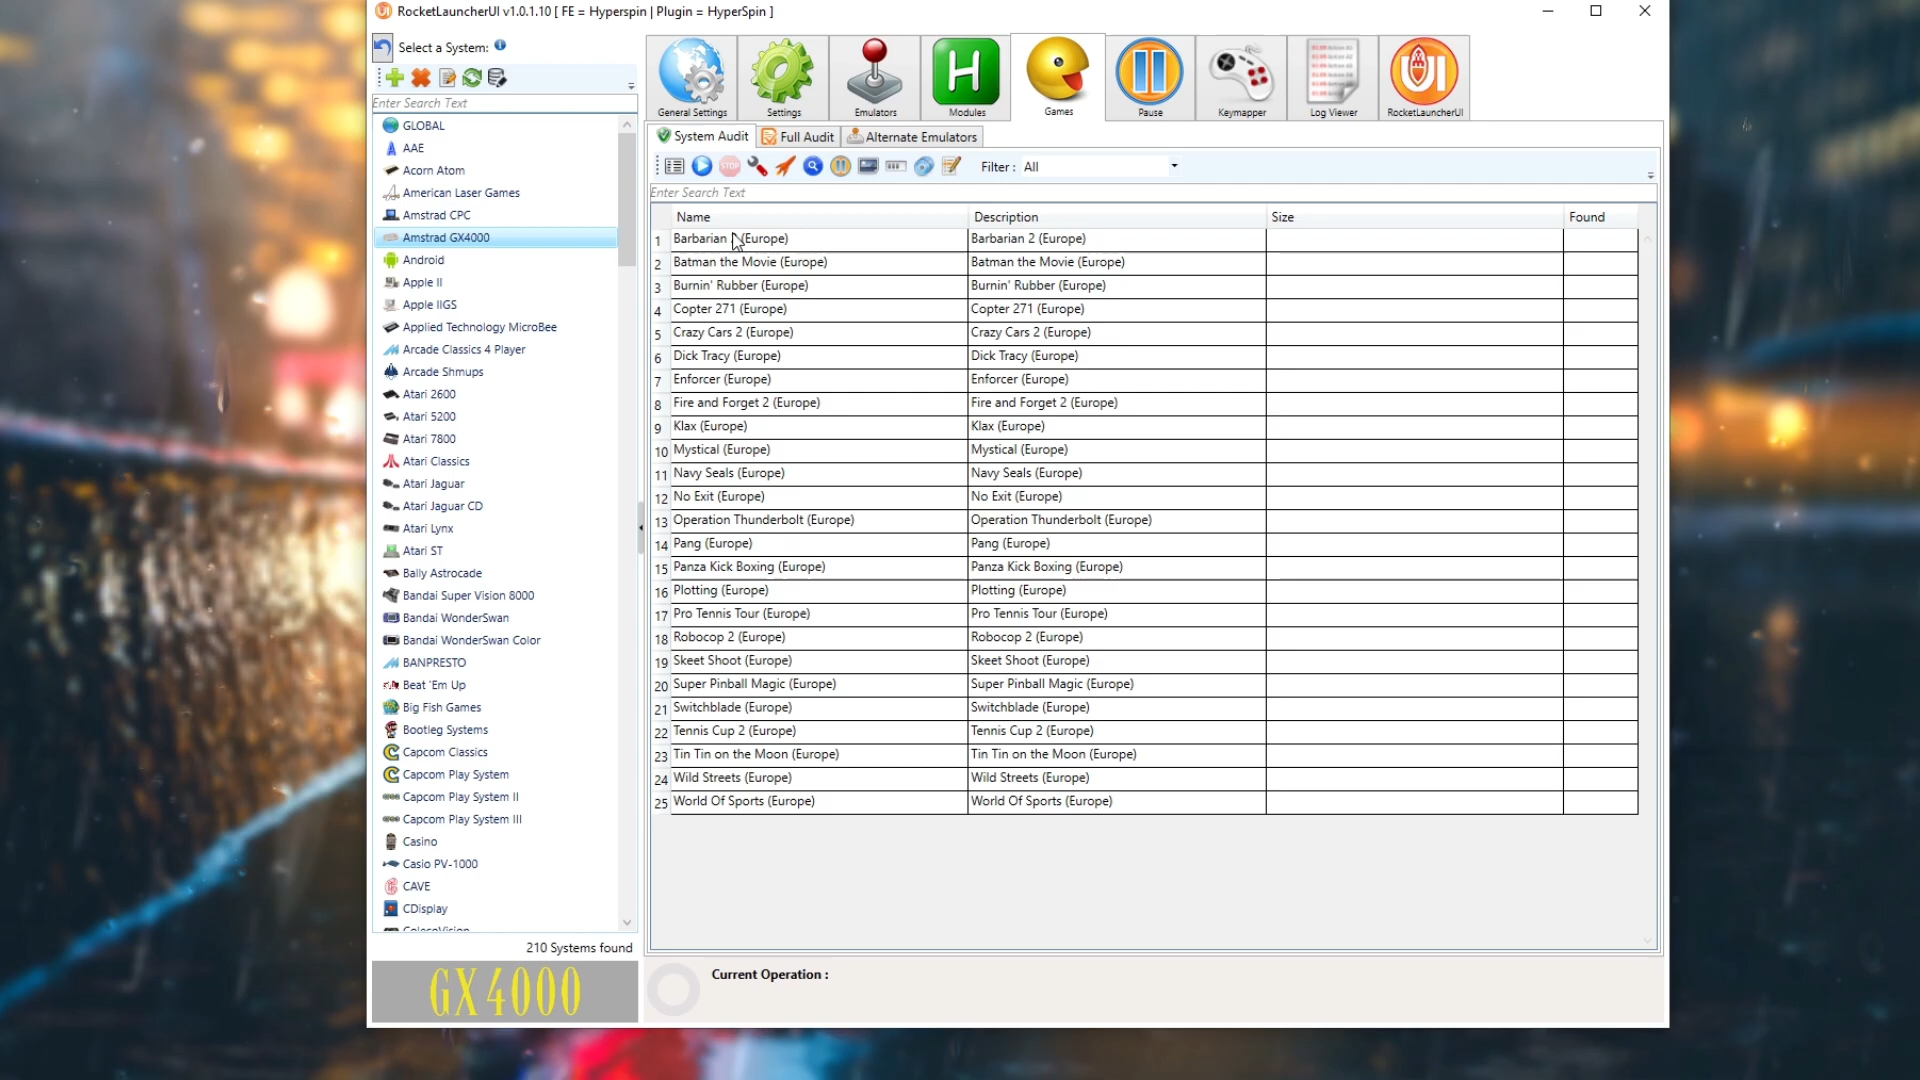 RocketLauncherUI v1.0.1.10 [ FE = Hyperspin | Plugin = HyperSpin ]
Select a System:
Enter Search Text
GLOBAL
AAE
Acorn Atom
American Laser Games
Amstrad CPC
Amstrad GX4000
Android
Apple II
Apple IIGS
Applied Technology MicroBee
Arcade Classics 4 Player
Arcade Shmups
Atari 2600
Atari 5200
Atari 7800
Atari Classics
Atari Jaguar
Atari Jaguar CD
Atari Lynx
Atari ST
Bally Astrocade
Bandai Super Vision 8000
Bandai WonderSwan
Bandai WonderSwan Color
BANPRESTO
Beat 'Em Up
Big Fish Games
Bootleg Systems
Capcom Classics
Capcom Play System
Capcom Play System II
Capcom Play System III
Casino
Casio PV-1000
CAVE
CDisplay
ColecoVision
210 Systems found
GX4000
General Settings Settings Emulators Modules Games Pause Keymapper Log Viewer RocketLauncherUI
System Audit Full Audit Alternate Emulators
STOP Filter : All
Enter Search Text
Name Description Size Found
1 Barbarian 2 (Europe) Barbarian 2 (Europe)
2 Batman the Movie (Europe) Batman the Movie (Europe)
3 Burnin' Rubber (Europe) Burnin' Rubber (Europe)
4 Copter 271 (Europe) Copter 271 (Europe)
5 Crazy Cars 2 (Europe) Crazy Cars 2 (Europe)
6 Dick Tracy (Europe) Dick Tracy (Europe)
7 Enforcer (Europe) Enforcer (Europe)
8 Fire and Forget 2 (Europe) Fire and Forget 2 (Europe)
9 Klax (Europe) Klax (Europe)
10 Mystical (Europe) Mystical (Europe)
11 Navy Seals (Europe) Navy Seals (Europe)
12 No Exit (Europe) No Exit (Europe)
13 Operation Thunderbolt (Europe) Operation Thunderbolt (Europe)
14 Pang (Europe) Pang (Europe)
15 Panza Kick Boxing (Europe) Panza Kick Boxing (Europe)
16 Plotting (Europe) Plotting (Europe)
17 Pro Tennis Tour (Europe) Pro Tennis Tour (Europe)
18 Robocop 2 (Europe) Robocop 2 (Europe)
19 Skeet Shoot (Europe) Skeet Shoot (Europe)
20 Super Pinball Magic (Europe) Super Pinball Magic (Europe)
21 Switchblade (Europe) Switchblade (Europe)
22 Tennis Cup 2 (Europe) Tennis Cup 2 (Europe)
23 Tin Tin on the Moon (Europe) Tin Tin on the Moon (Europe)
24 Wild Streets (Europe) Wild Streets (Europe)
25 World Of Sports (Europe) World Of Sports (Europe)
Current Operation :